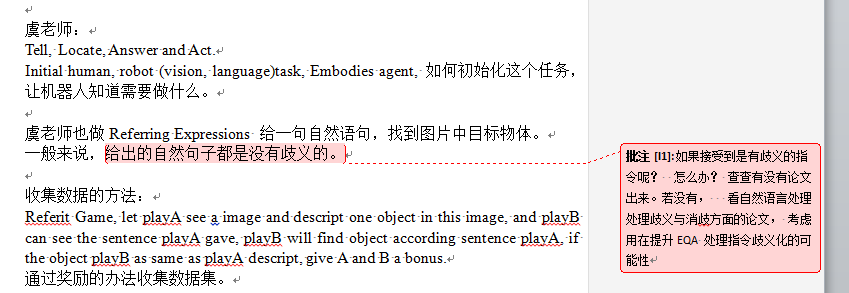 虞老师：
Tell, Locate, Answer and Act.
Initial human, robot (vision, language)task, Embodies agent, 如何初始化这个任务，
让机器人知道需要做什么。
虞老师也做 Referring Expressions 给一句自然语句，找到图片中目标物体。
一般来说，给出的自然句子都是没有歧义的。
批注 [l1]:如果接受到是有歧义的指
令呢？ 怎么办？ 查查有没有论文
出来。若没有， 看自然语言处理
处理歧义与消歧方面的论文， 考虑
用在提升 EQA 处理指令歧义化的可
能性
收集数据的方法：
Referit Game, let playA see a image and descript one object in this image, and playB
can see the sentence playA gave, playB will find object according sentence playA, if
the object playB as same as playA descript, give A and B a bonus.
通过奖励的办法收集数据集。